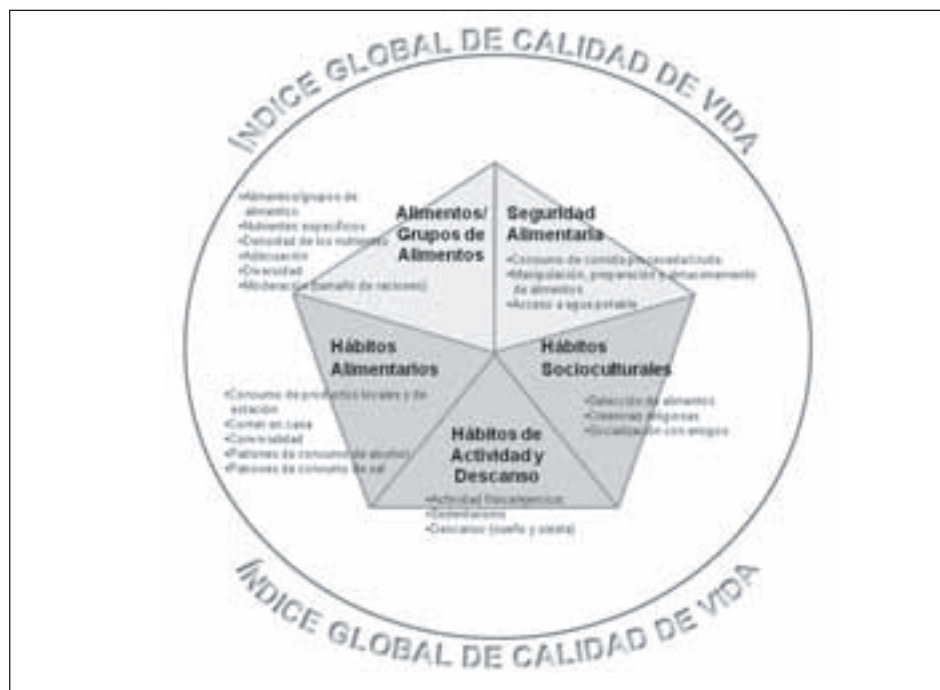 ÍNDICE GLOBAL DE CALIDAD DE VIDA
•Alimentos/grupos de
alimentos
•Nutrientes específicos
•Densidad de los nutrientes
•Adecuación
•Diversidad
•Moderación (tamaño de raciones)
Alimentos/
Grupos de
Alimentos
Seguridad
Alimentaria
•Consumo de comida procesada/cruda
•Manipulación, preparación y almacenamiento
de alimentos
•Acceso a agua potable
Hábitos
Alimentarios
•Consumo de productos locales y de
estación
•Comer en casa
•Convivialidad
•Patrones de consumo de alcohol
•Patrones de consumo de sal
Hábitos
Socioculturales
•Selección de alimentos
•Creencias religiosas
•Socialización con amigos
Hábitos de
Actividad y
Descanso
•Actividad física/ejercicio
•Sedentarismo
•Descanso (sueño y siesta)
ÍNDICE GLOBAL DE CALIDAD DE VIDA